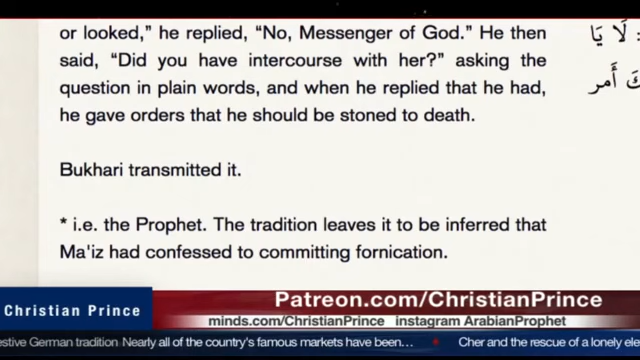 or looked,” he replied, “No, Messenger of God.” He then
said, “Did you have intercourse with her?” asking the
question in plain words, and when he replied that he had,
he gave orders that he should be stoned to death.
Bukhari transmitted it.
* i.e. the Prophet. The tradition leaves it to be inferred that
Ma'iz had confessed to committing fornication.
لَا يَا
أَمر
Christian Prince
Patreon.com/ChristianPrince
minds.com/ChristianPrince instagram ArabianProphet
German tradition Nearly all of the country's famous markets have been... Cher and the rescue of a lonely